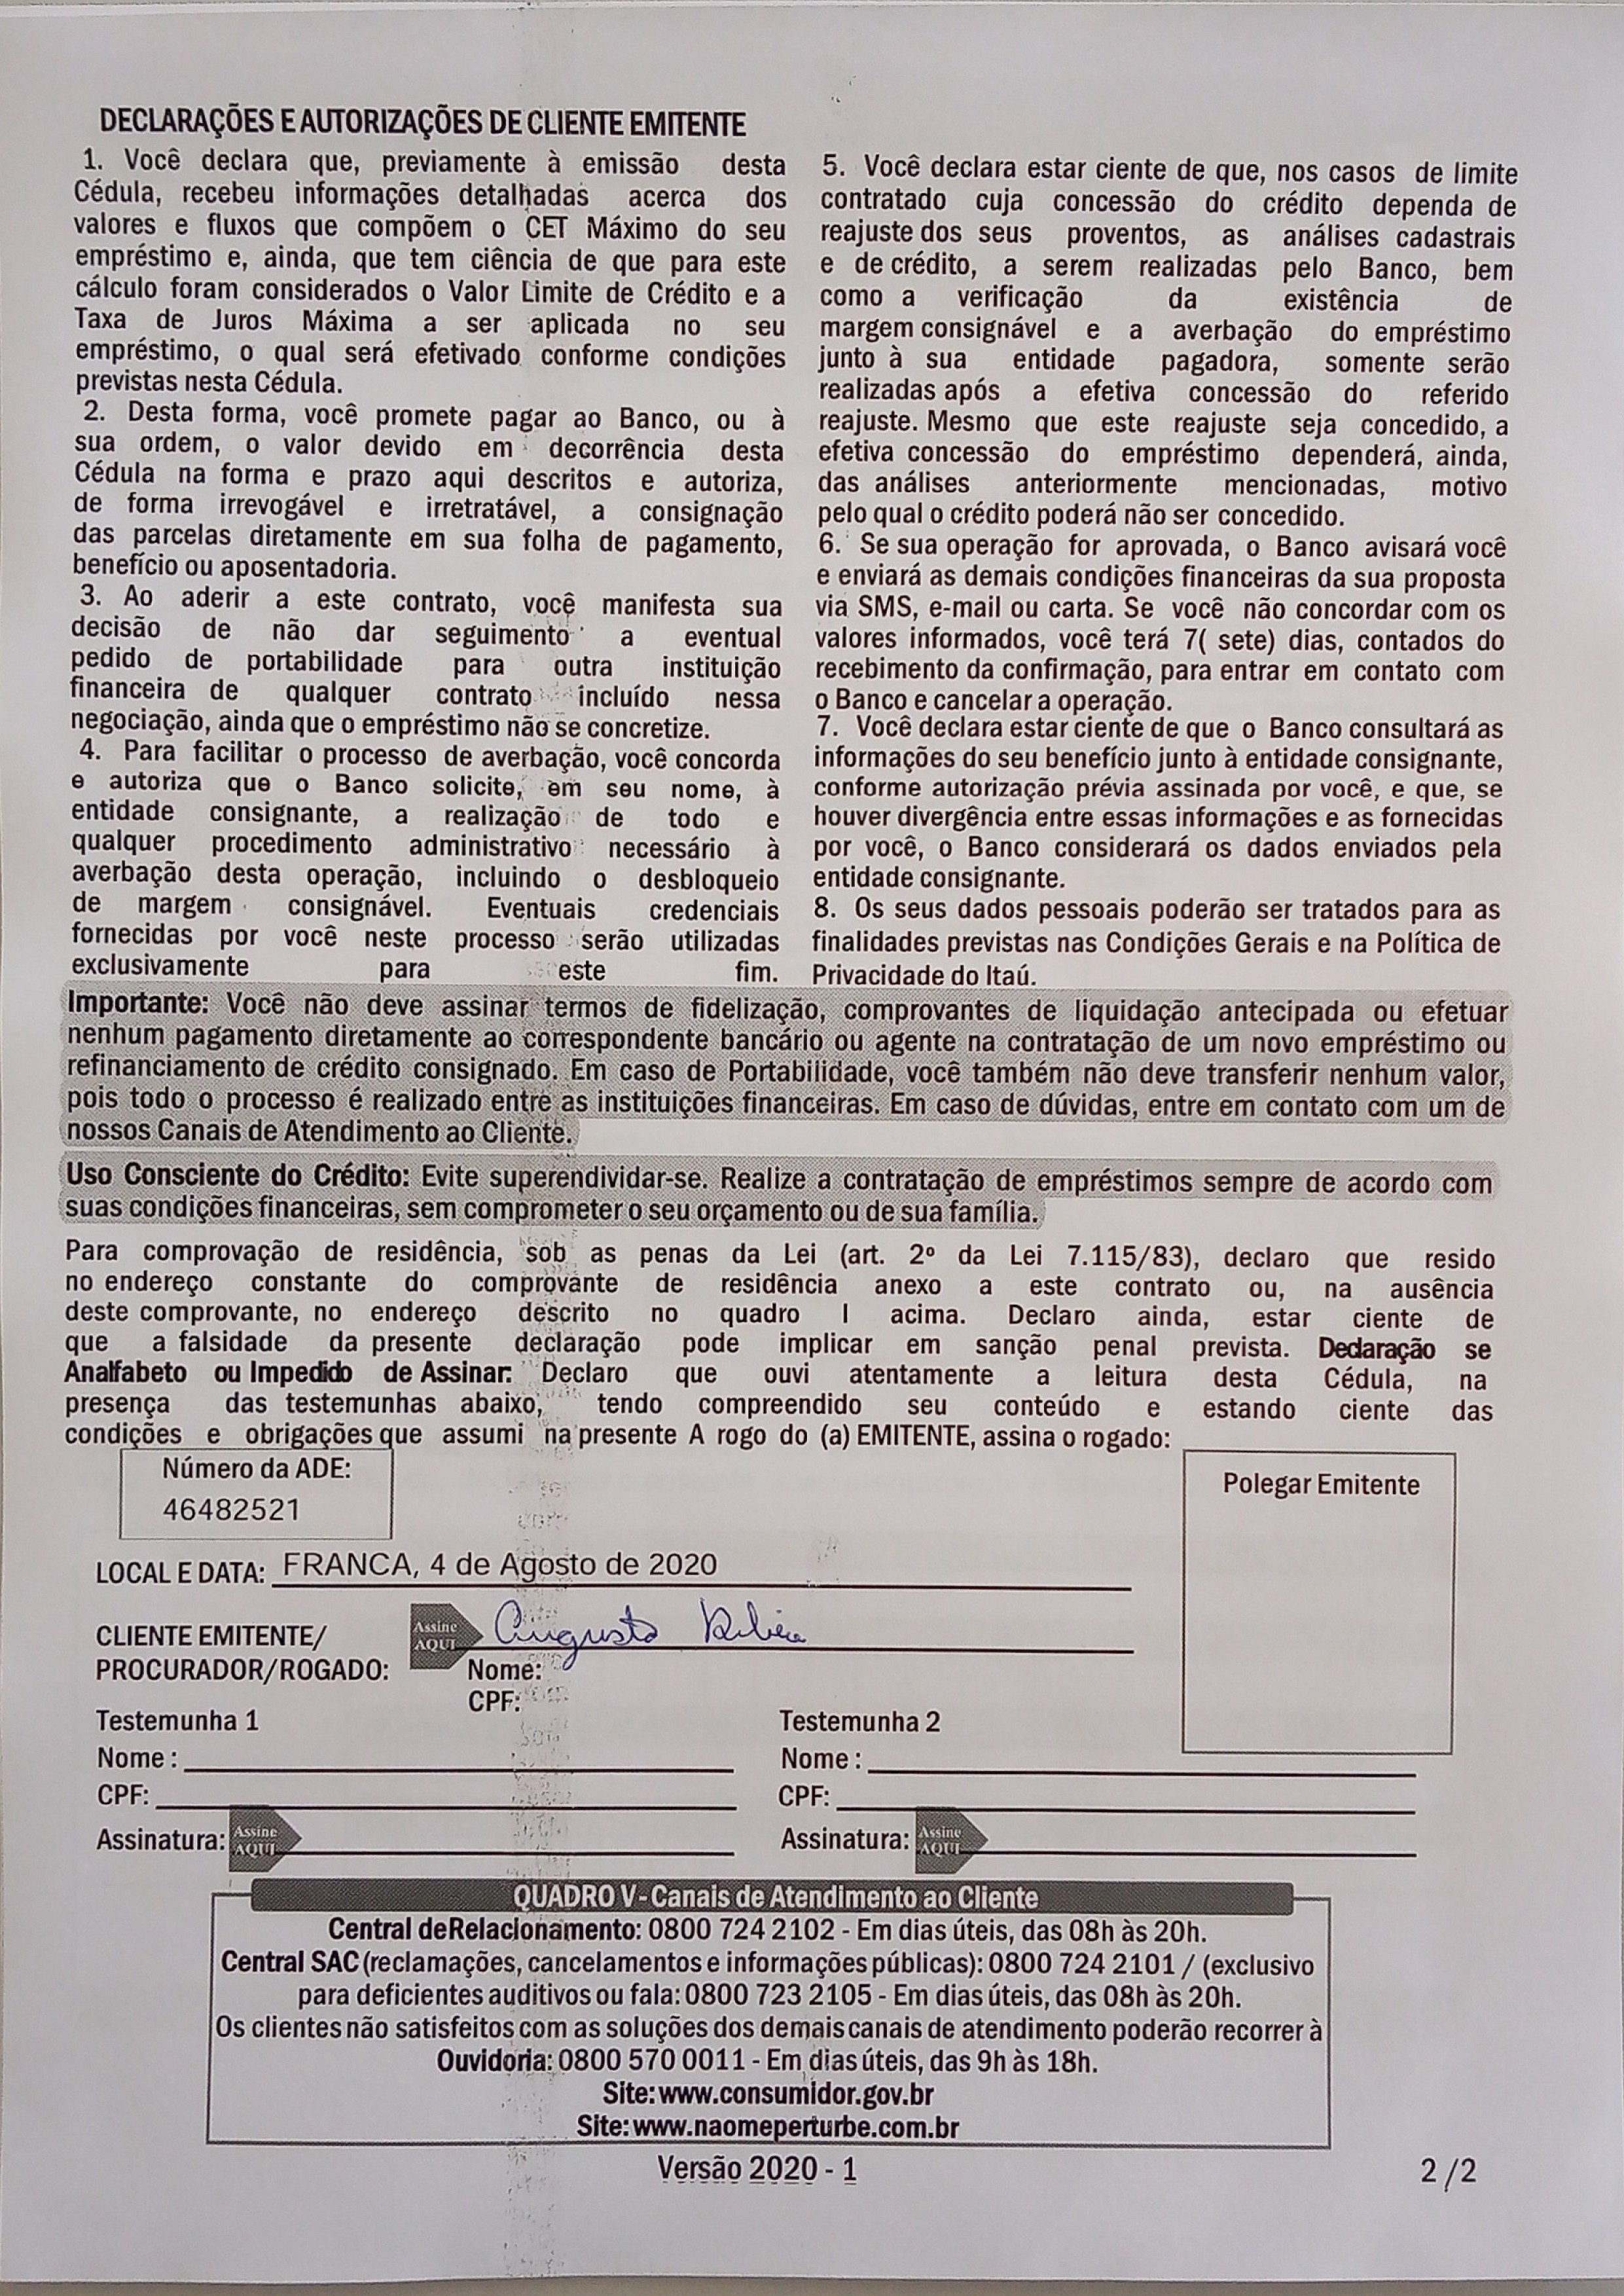 DECLARAÇÕES E AUTORIZAÇÕES DE CLIENTE EMITENTE
1. Você declara que, previamente à emissão desta
Cédula, recebeu informações detalhadas acerca dos
valores e fluxos que compõem o CET Máximo do seu
empréstimo e, ainda, que tem ciência de que para este
cálculo foram considerados o Valor Limite de Crédito e a
Taxa de Juros Máxima a ser aplicada no seu
empréstimo, o qual será efetivado conforme condições
previstas nesta Cédula.
2. Desta forma, você promete pagar ao Banco, ou à
sua ordem, o valor devido em decorrência desta
Cédula na forma e prazo aqui descritos e autoriza,
de forma irrevogável e irretratável, a consignação
das parcelas diretamente em sua folha de pagamento,
benefício ou aposentadoria.
3. Ao aderir a este contrato, você manifesta sua
decisão de não dar seguimento a eventual
pedido de portabilidade para outra instituição
financeira de qualquer contrato incluído nessa
negociação, ainda que o empréstimo não se concretize.
4. Para facilitar o processo de averbação, você concorda
e autoriza que o Banco solicite, em seu nome, à
entidade consignante, a realização de todo e
qualquer procedimento administrativo necessário à
averbação desta operação, incluindo o desbloqueio
de margem consignável. Eventuais credenciais
fornecidas por você neste processo serão utilizadas
exclusivamente para este fim.
5. Você declara estar ciente de que, nos casos de limite
contratado cuja concessão do crédito dependa de
reajuste dos seus proventos, as análises cadastrais
e de crédito, a serem realizadas pelo Banco, bem
como a verificação da existência de
margem consignável e a averbação do empréstimo
junto à sua entidade pagadora, somente serão
realizadas após a efetiva concessão do referido
reajuste. Mesmo que este reajuste seja concedido, a
efetiva concessão do empréstimo dependerá, ainda,
das análises anteriormente mencionadas, motivo
pelo qual o crédito poderá não ser concedido.
6. Se sua operação for aprovada, o Banco avisará você
e enviará as demais condições financeiras da sua proposta
via SMS, e-mail ou carta. Se você não concordar com os
valores informados, você terá 7( sete) dias, contados do
recebimento da confirmação, para entrar em contato com
o Banco e cancelar a operação.
7. Você declara estar ciente de que o Banco consultará as
informações do seu benefício junto à entidade consignante,
conforme autorização prévia assinada por você, e que, se
houver divergência entre essas informações e as fornecidas
por você, o Banco considerará os dados enviados pela
entidade consignante.
8. Os seus dados pessoais poderão ser tratados para as
finalidades previstas nas Condições Gerais e na Política de
Privacidade do Itaú.
Importante: Você não deve assinar termos de fidelização, comprovantes de liquidação antecipada ou efetuar
nenhum pagamento diretamente ao correspondente bancário ou agente na contratação de um novo empréstimo ou
refinanciamento de crédito consignado. Em caso de Portabilidade, você também não deve transferir nenhum valor,
pois todo o processo é realizado entre as instituições financeiras. Em caso de dúvidas, entre em contato com um de
nossos Canais de Atendimento ao Cliente.
Uso Consciente do Crédito: Evite superendividar-se. Realize a contratação de empréstimos sempre de acordo com
suas condições financeiras, sem comprometer o seu orçamento ou de sua família.
Para comprovação de residência, sob as penas da Lei (art. 2º da Lei 7.115/83), declaro que resido
no endereço constante do comprovante de residência anexo a este contrato ou, na ausência
deste comprovante, no endereço descrito no quadro I acima. Declaro ainda, estar ciente de
que a falsidade da presente declaração pode implicar em sanção penal prevista. Declaração se
Analfabeto ou Impedido de Assinar: Declaro que ouvi atentamente a leitura desta Cédula, na
presença das testemunhas abaixo, tendo compreendido seu conteúdo e estando ciente das
condições e obrigações que assumi na presente A rogo do (a) EMITENTE, assina o rogado:
Número da ADE:
46482521
Polegar Emitente
LOCAL E DATA: FRANCA, 4 de Agosto de 2020
CLIENTE EMITENTE/
PROCURADOR/ROGADO:
Assine
AQUI
Augusto
Nome:
CPF:
Testemunha 1
Nome :
CPF:
Assinatura: Assine
AQUI
Testemunha 2
Nome :
CPF:
Assinatura: Assine
AQUI
QUADRO V - Canais de Atendimento ao Cliente
Central de Relacionamento: 0800 724 2102 - Em dias úteis, das 08h às 20h.
Central SAC (reclamações, cancelamentos e informações públicas): 0800 724 2101 / (exclusivo
para deficientes auditivos ou fala: 0800 723 2105 - Em dias úteis, das 08h às 20h.
Os clientes não satisfeitos com as soluções dos demais canais de atendimento poderão recorrer à
Ouvidoria: 0800 570 0011 - Em dias úteis, das 9h às 18h.
Site: www.consumidor.gov.br
Site: www.naomeperturbe.com.br
Versão 2020 - 1
2 /2